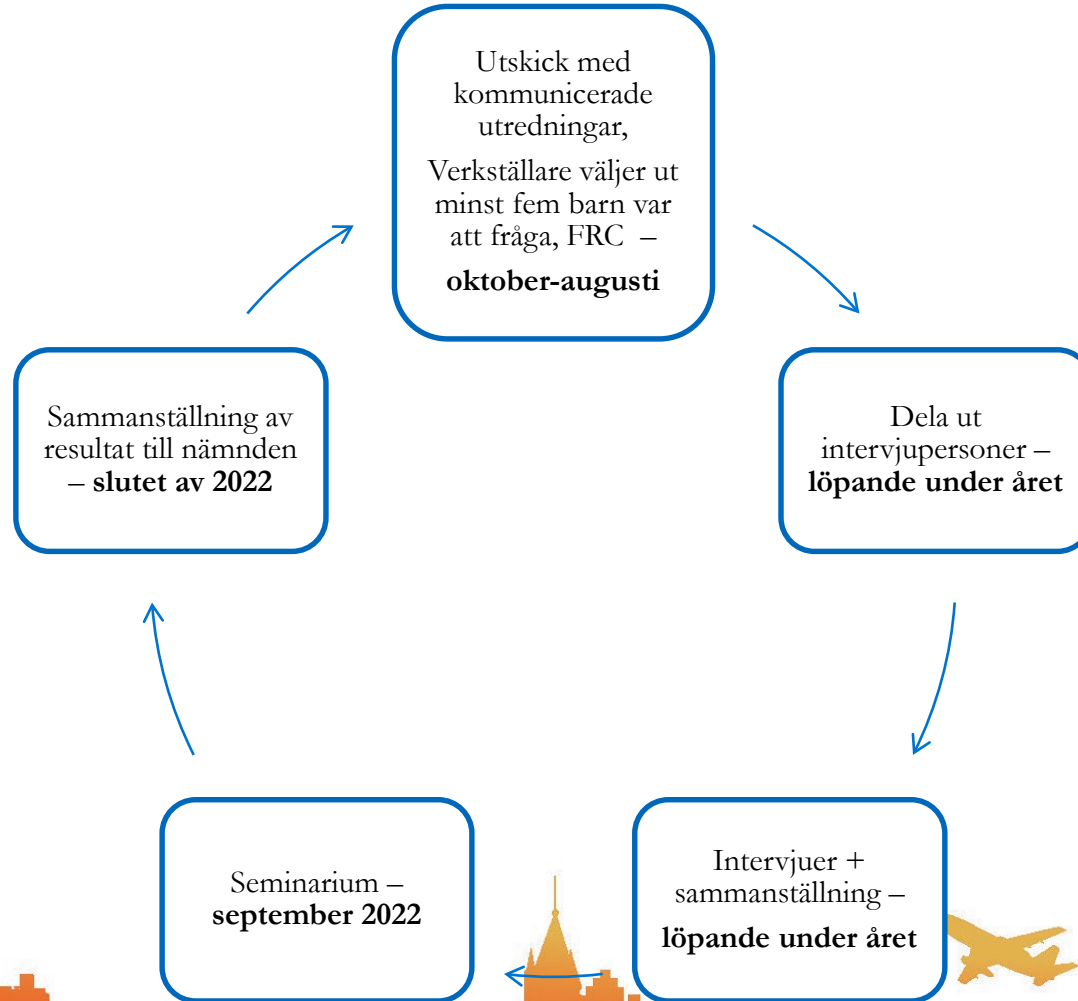 Utskick med
kommunicerade
utredningar,
Verkställare väljer ut
minst fem barn var
att fråga, FRC –
oktober-augusti
Dela ut
intervjupersoner –
löpande under året
Intervjuer +
sammanställning –
löpande under året
Seminarium –
september 2022
Sammanställning av
resultat till nämnden
– slutet av 2022